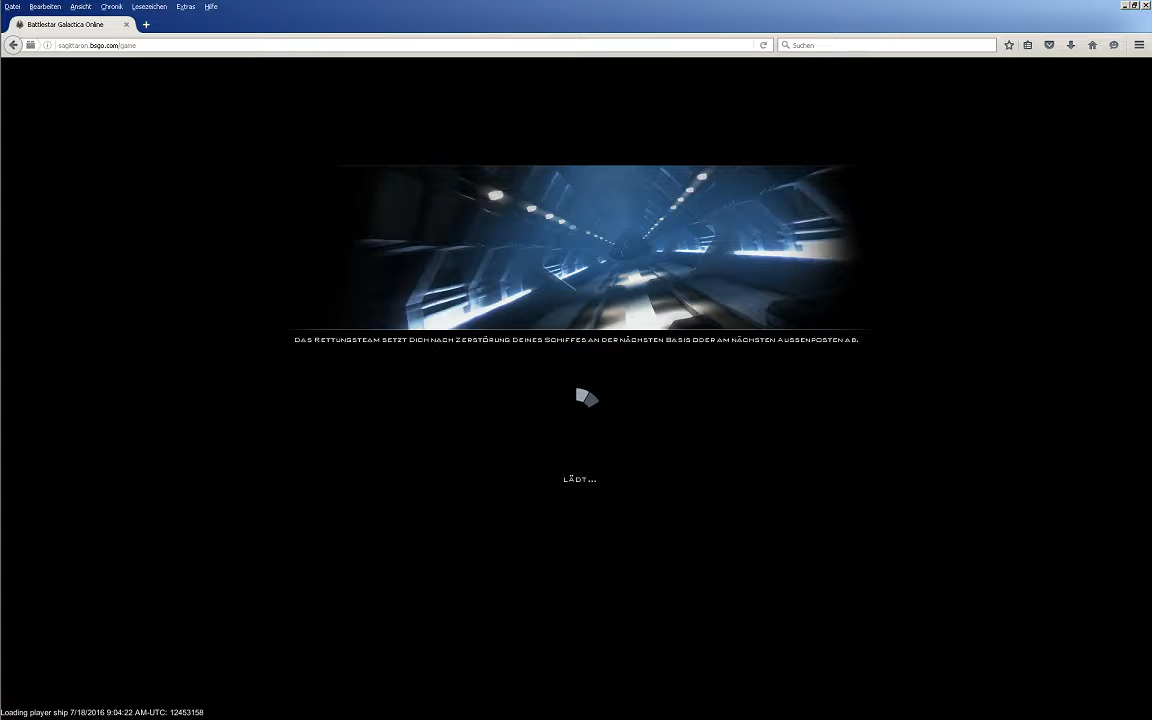 Datei Bearbeiten Ansicht Chronik Lesezeichen Extras Hilfe
Battlestar Galactica Online
sagittaron.bsgo.com/game
Suchen
Das Rettungsteam setzt Dich nach Zerstörung Deines Schiffes an der nächsten Basis oder am nächsten Aussenposten ab.
Lädt...
Loading player ship 7/18/2016 9:04:22 AM-UTC: 12453158